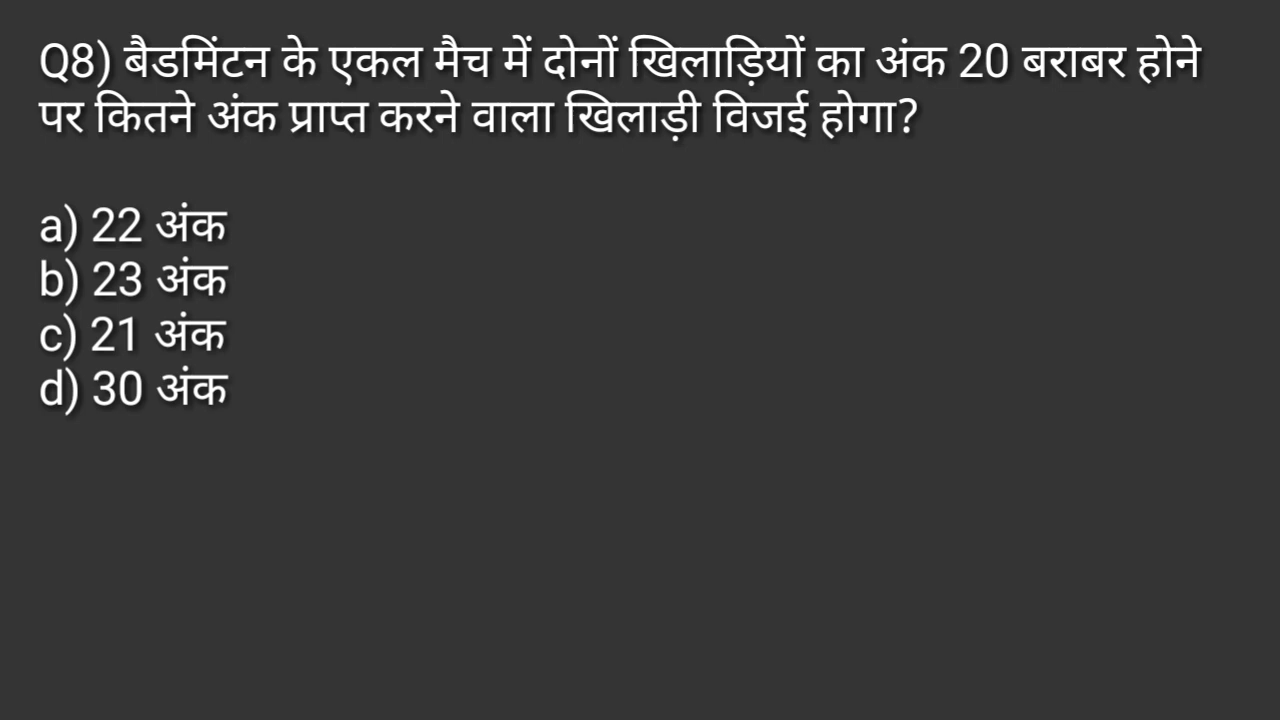 Q8) बैडमिंटन के एकल मैच में दोनों खिलाड़ियों का अंक 20 बराबर होने
पर कितने अंक प्राप्त करने वाला खिलाड़ी विजई होगा?
a) 22 अंक
b) 23 अंक
c) 21 अंक
d) 30 अंक